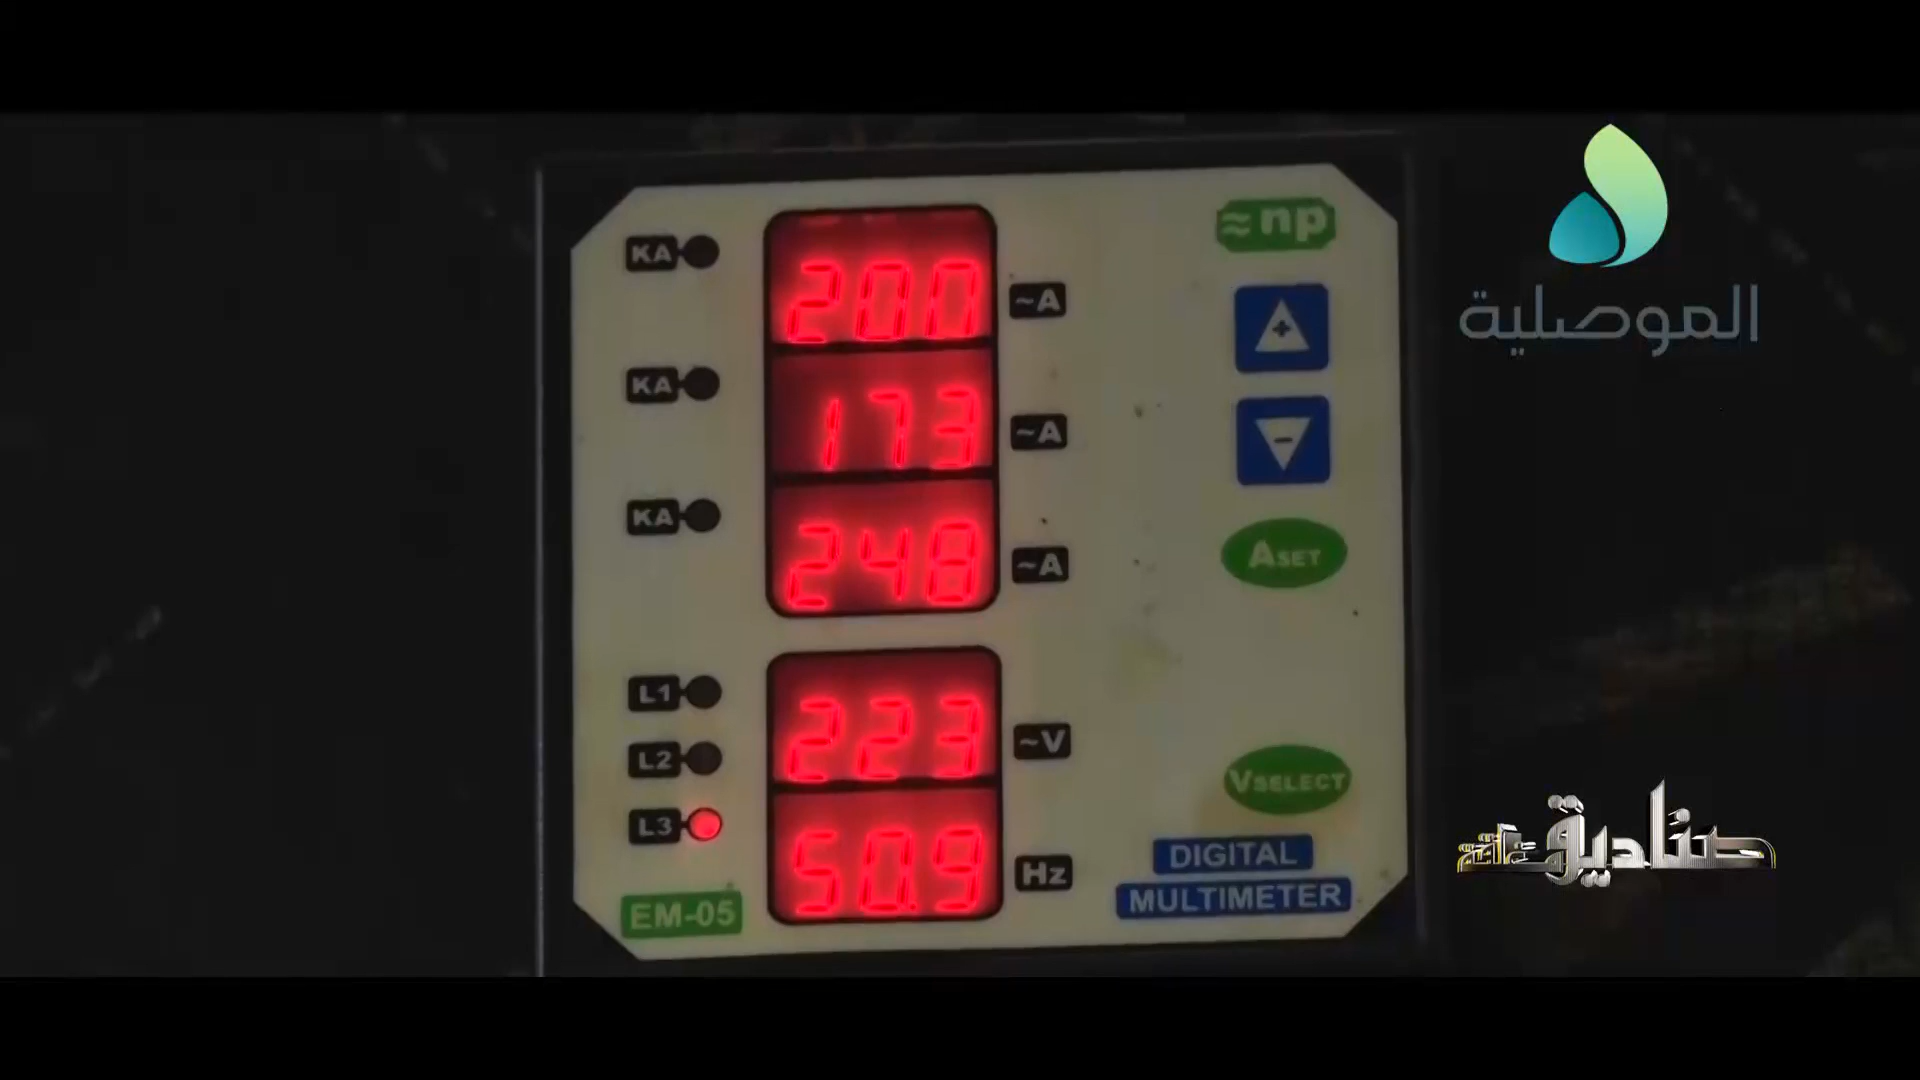 KA
200
~A
np
KA
173
~A
KA
248
~A
ASET
L1
223
~V
L2
VSELECT
L3
50.9
Hz
EM-05
DIGITAL
MULTIMETER
الموصلية
صناديق